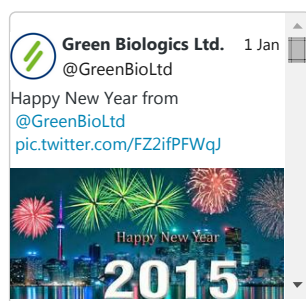 Green Biologics Ltd. 1 Jan
@GreenBioLtd
Happy New Year from
@GreenBioLtd
pic.twitter.com/FZ2ifPFWqJ
Happy New Year
2015